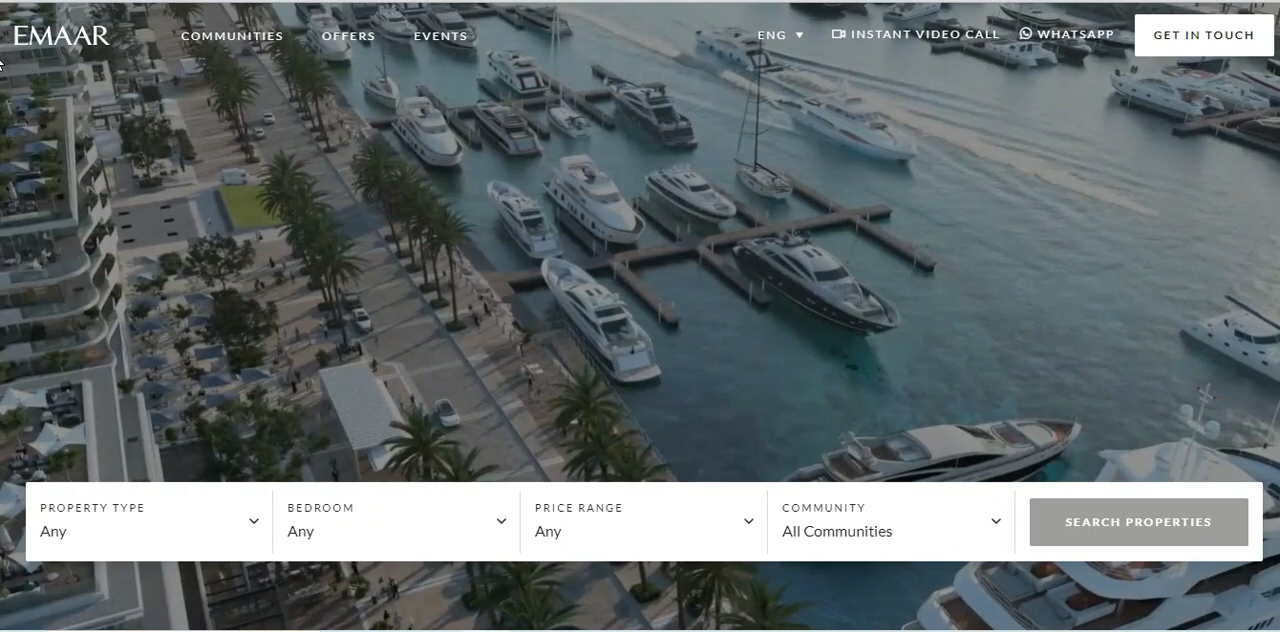 EMAAR
COMMUNITIES
OFFERS
EVENTS
ENG
INSTANT VIDEO CALL
WHATSAPP
GET IN TOUCH
PROPERTY TYPE
Any
BEDROOM
Any
PRICE RANGE
Any
COMMUNITY
All Communities
SEARCH PROPERTIES